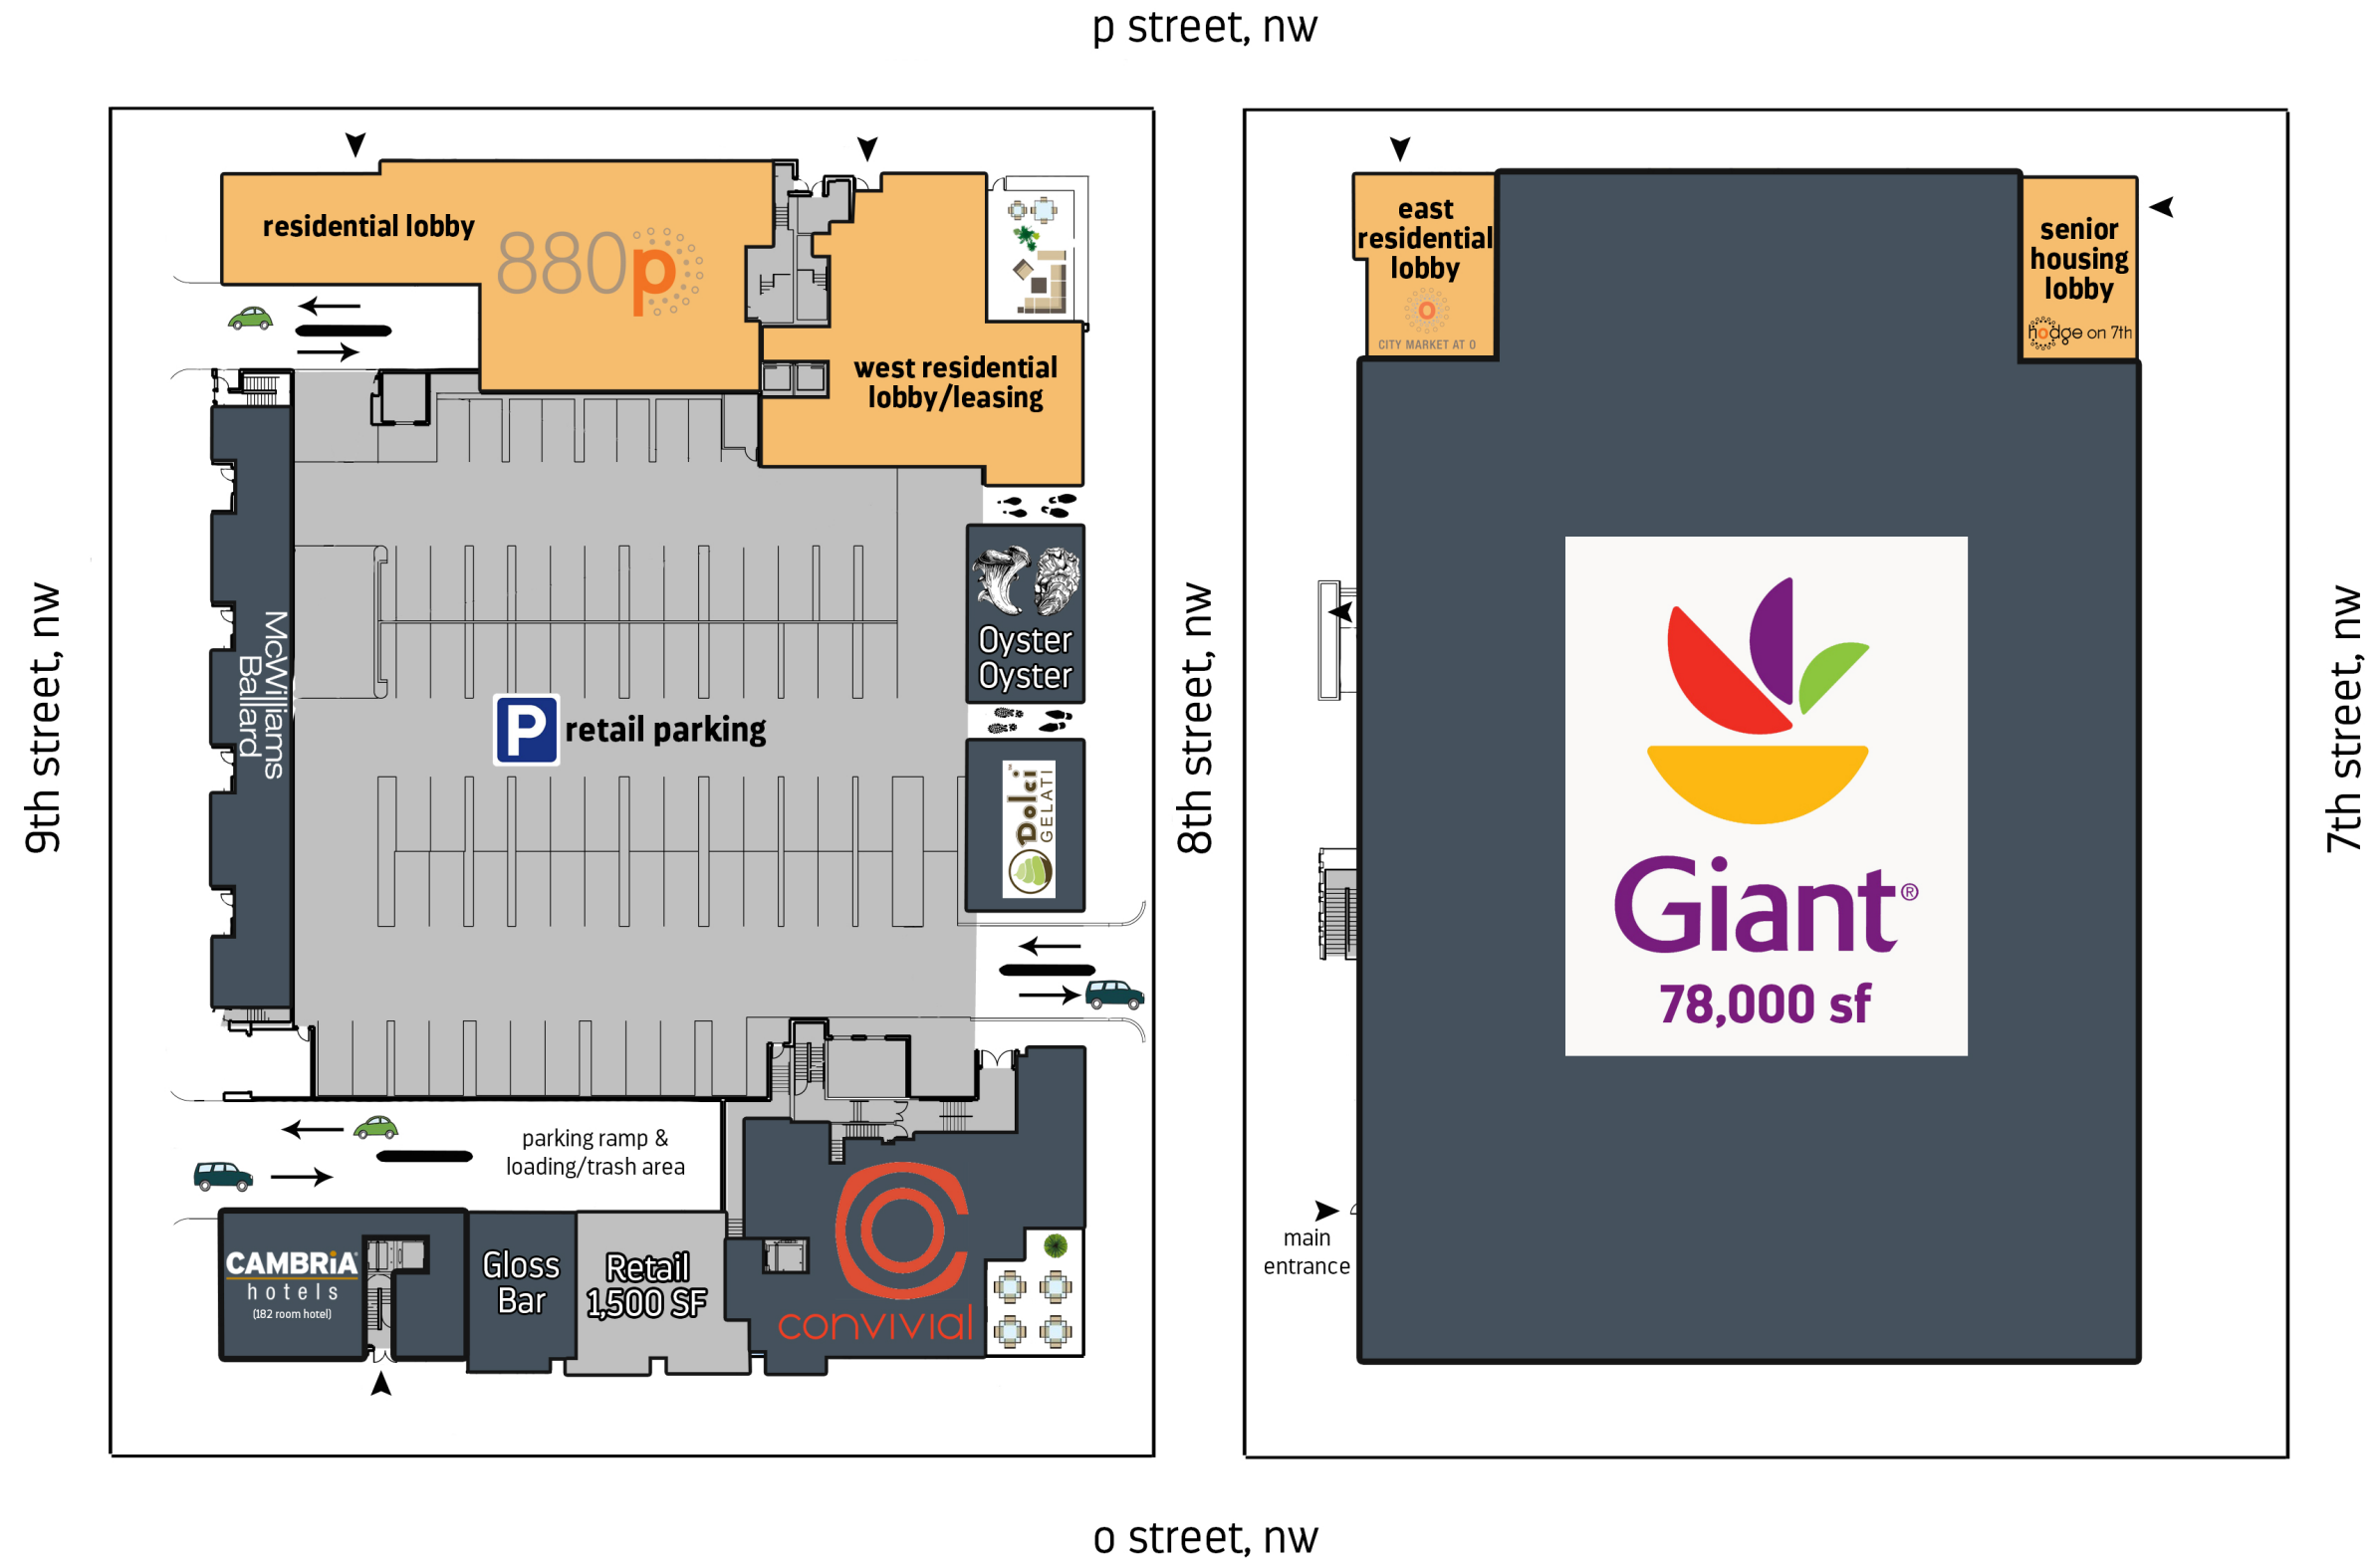 p street, nw
residential lobby
880p
west residential
lobby/leasing
east
residential
lobby
o
CITY MARKET AT O
senior
housing
lobby
hodge on 7th
9th street, nw
McWilliams
Ballard
P retail parking
Oyster
Oyster
Dolci™
GELATI
8th street, nw
Giant®
78,000 sf
7th street, nw
parking ramp &
loading/trash area
CAMBRiA
hotels
(182 room hotel)
Gloss
Bar
Retail
1,500 SF
convivial
main
entrance
o street, nw